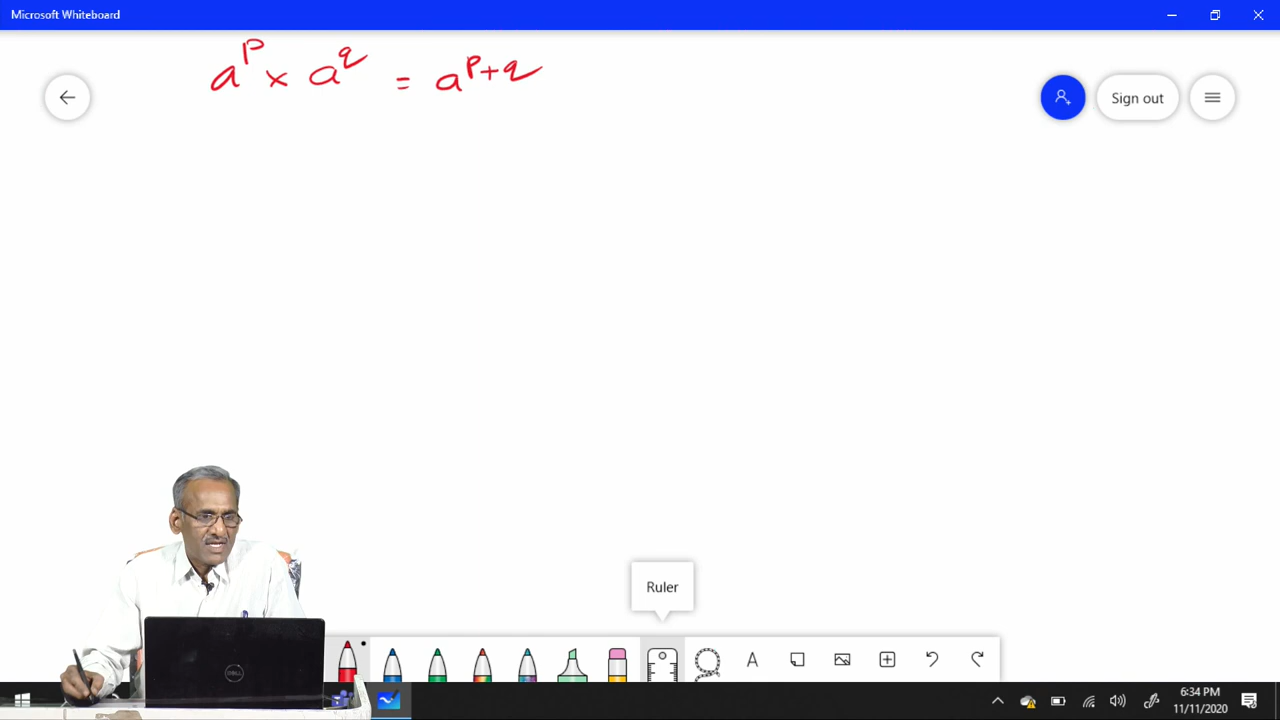 Microsoft Whiteboard
a^p × a^q = a^{p+q}
Sign out
Ruler
A
DELL
6:34 PM
11/11/2020